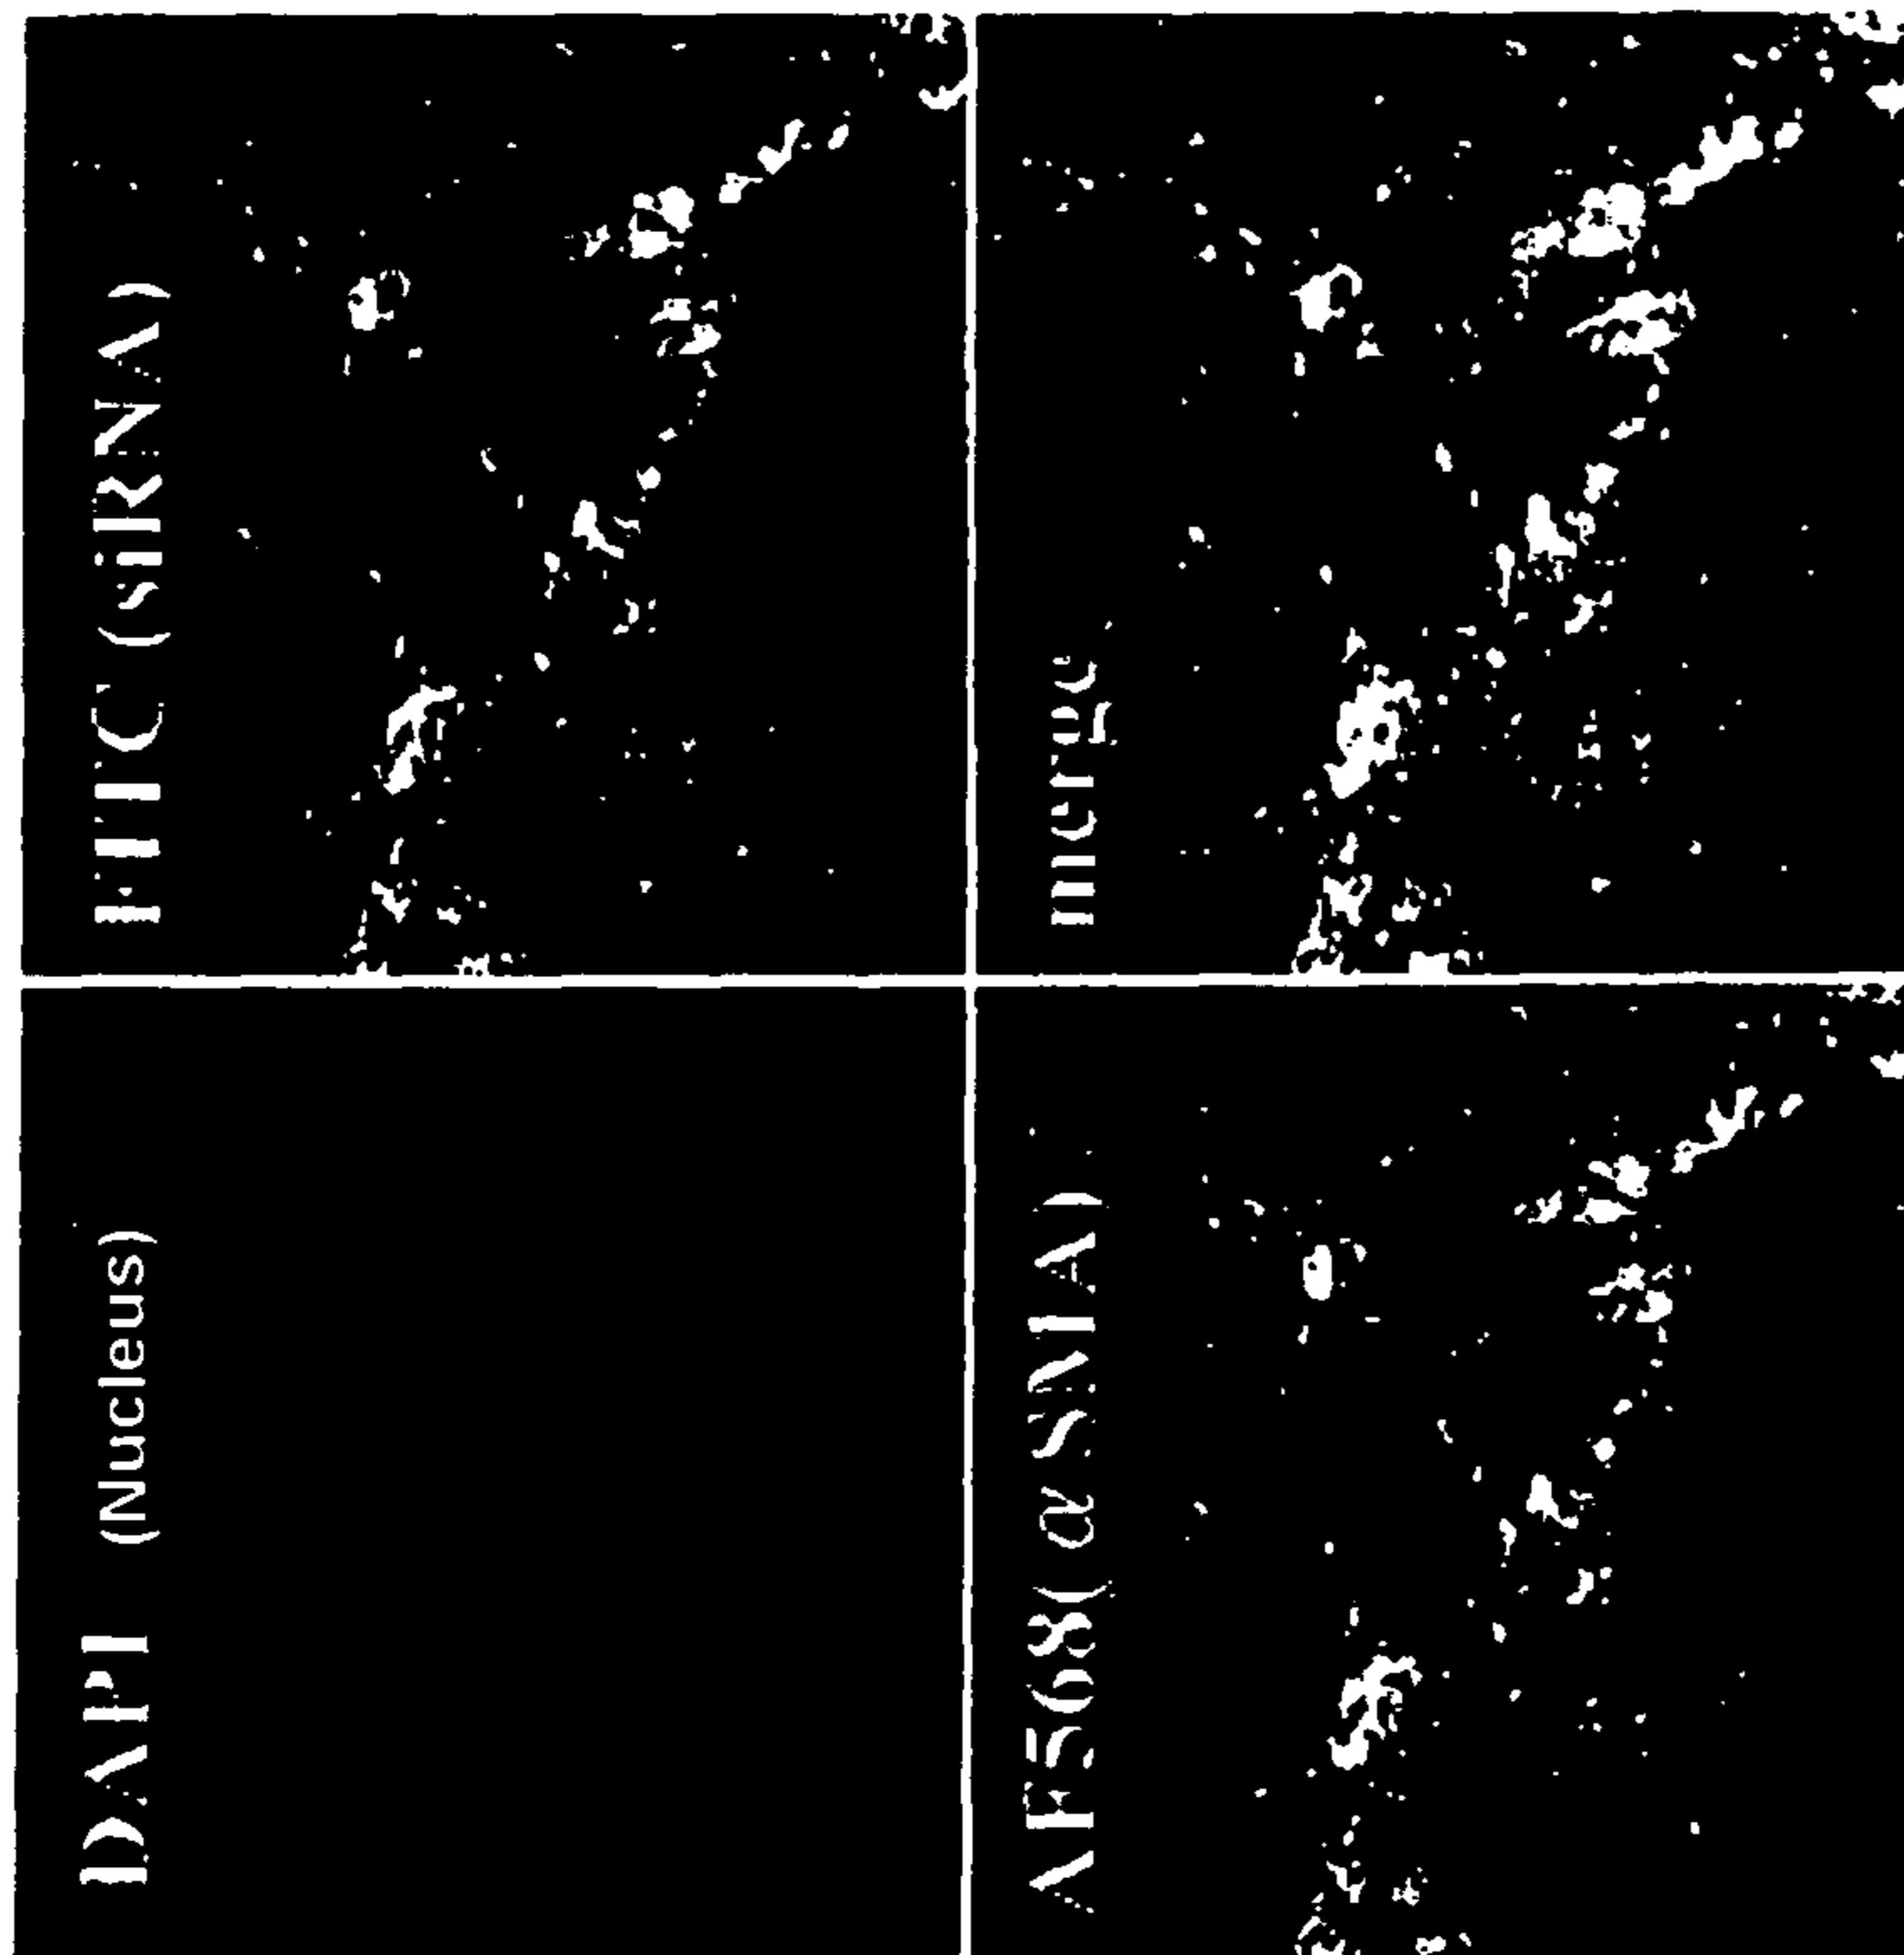 DAPI (Nucleus)
FITC (siRNA)
AF568( α SMA)
merge